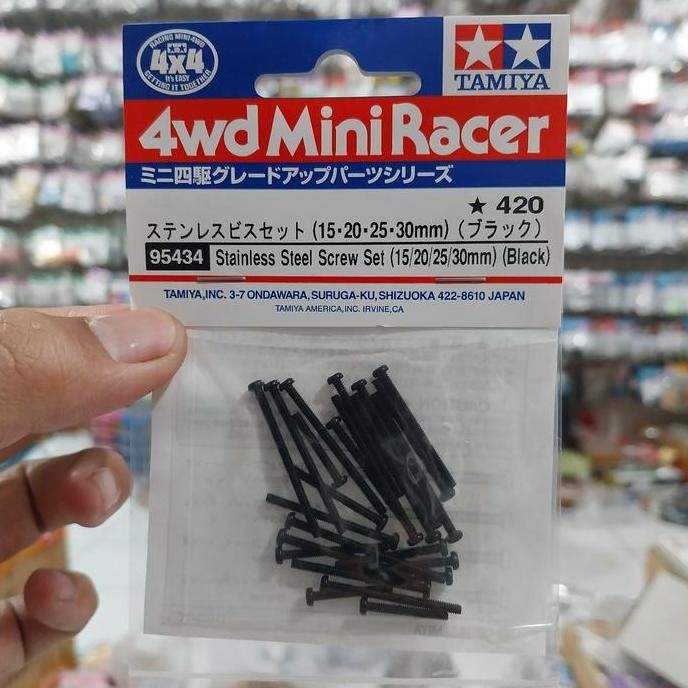 RACING MINI 4WD
4x4
It's EASY
GETTING IT TOGETHER
TAMIYA
4wd Mini Racer
ミニ四駆グレードアップパーツシリーズ
★ 420
ステンレスビスセット (15・20・25・30mm) (ブラック)
95434 Stainless Steel Screw Set (15/20/25/30mm) (Black)
TAMIYA,INC. 3-7 ONDAWARA, SURUGA-KU, SHIZUOKA 422-8610 JAPAN
TAMIYA AMERICA,INC. IRVINE,CA